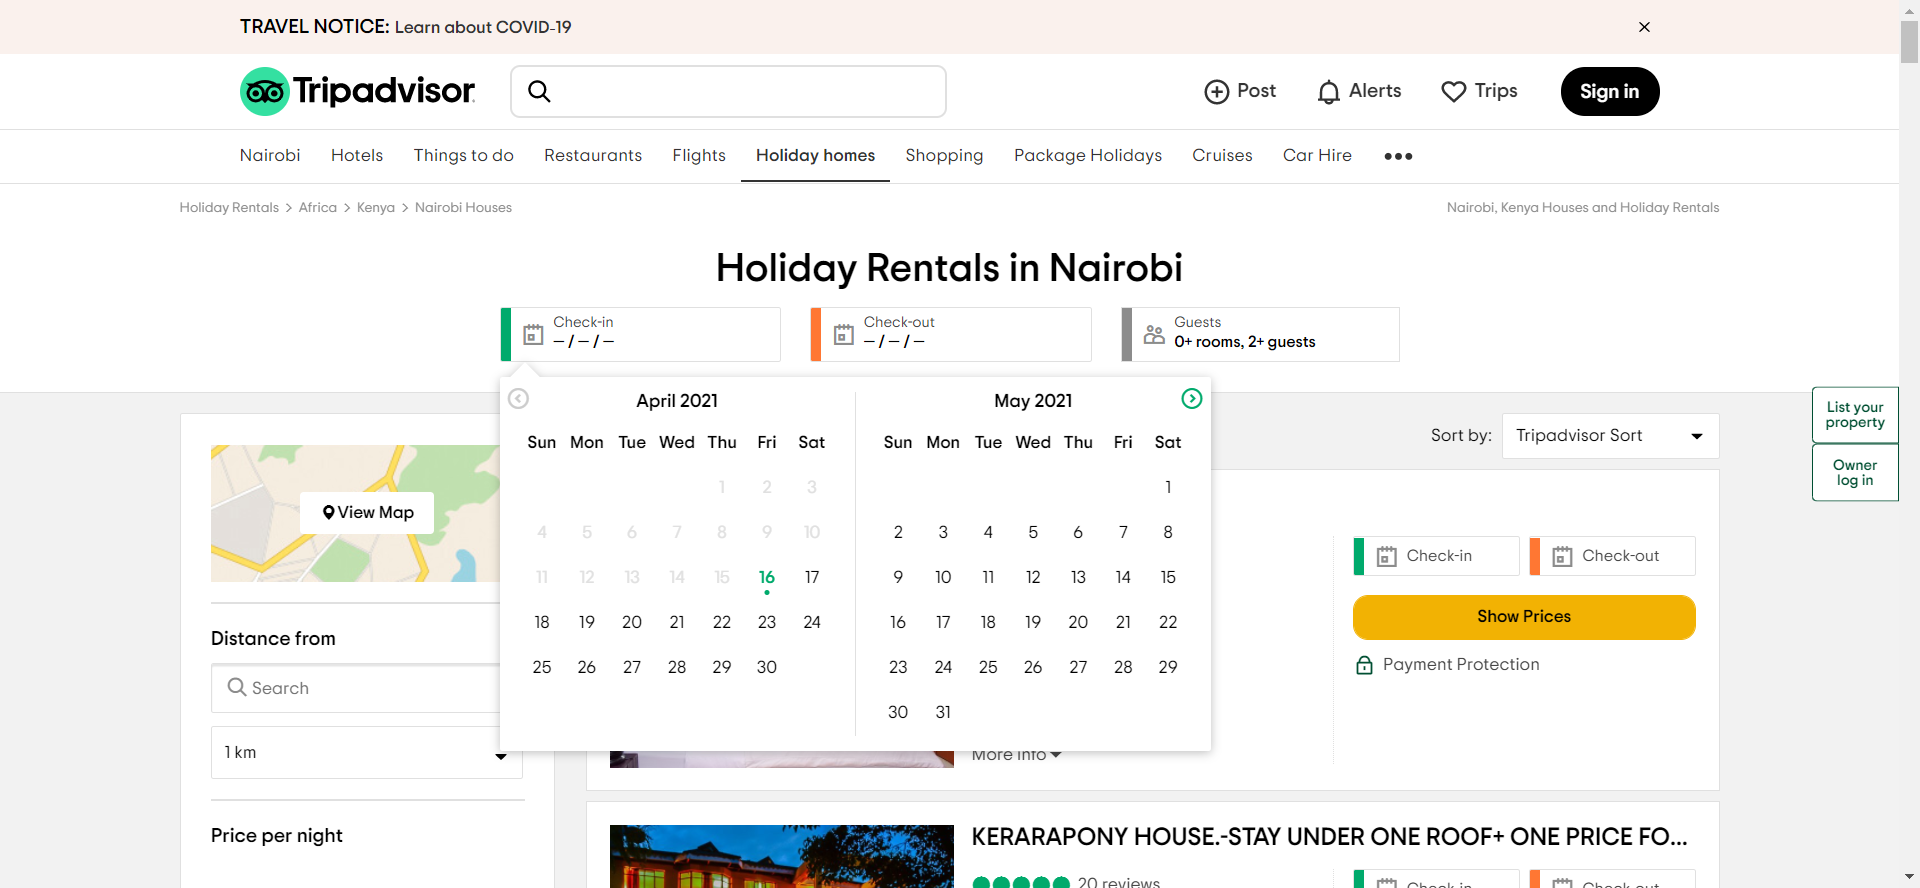 TRAVEL NOTICE: Learn about COVID-19
Tripadvisor
Post
Alerts
Trips
Sign in
Nairobi
Hotels
Things to do
Restaurants
Flights
Holiday homes
Shopping
Package Holidays
Cruises
Car Hire
Holiday Rentals > Africa > Kenya > Nairobi Houses
Nairobi, Kenya Houses and Holiday Rentals
Holiday Rentals in Nairobi
Check-in
– / – / –
Check-out
– / – / –
Guests
0+ rooms, 2+ guests
April 2021
Sun Mon Tue Wed Thu Fri Sat
1 2 3
4 5 6 7 8 9 10
11 12 13 14 15 16 17
18 19 20 21 22 23 24
25 26 27 28 29 30
May 2021
Sun Mon Tue Wed Thu Fri Sat
1
2 3 4 5 6 7 8
9 10 11 12 13 14 15
16 17 18 19 20 21 22
23 24 25 26 27 28 29
30 31
List your
property
Owner
log in
Sort by:
Tripadvisor Sort
View Map
Distance from
Search
1 km
Price per night
Check-in
Check-out
Show Prices
Payment Protection
More info
KERARAPONY HOUSE.-STAY UNDER ONE ROOF+ ONE PRICE FO...
20 reviews
Check-in
Check-out